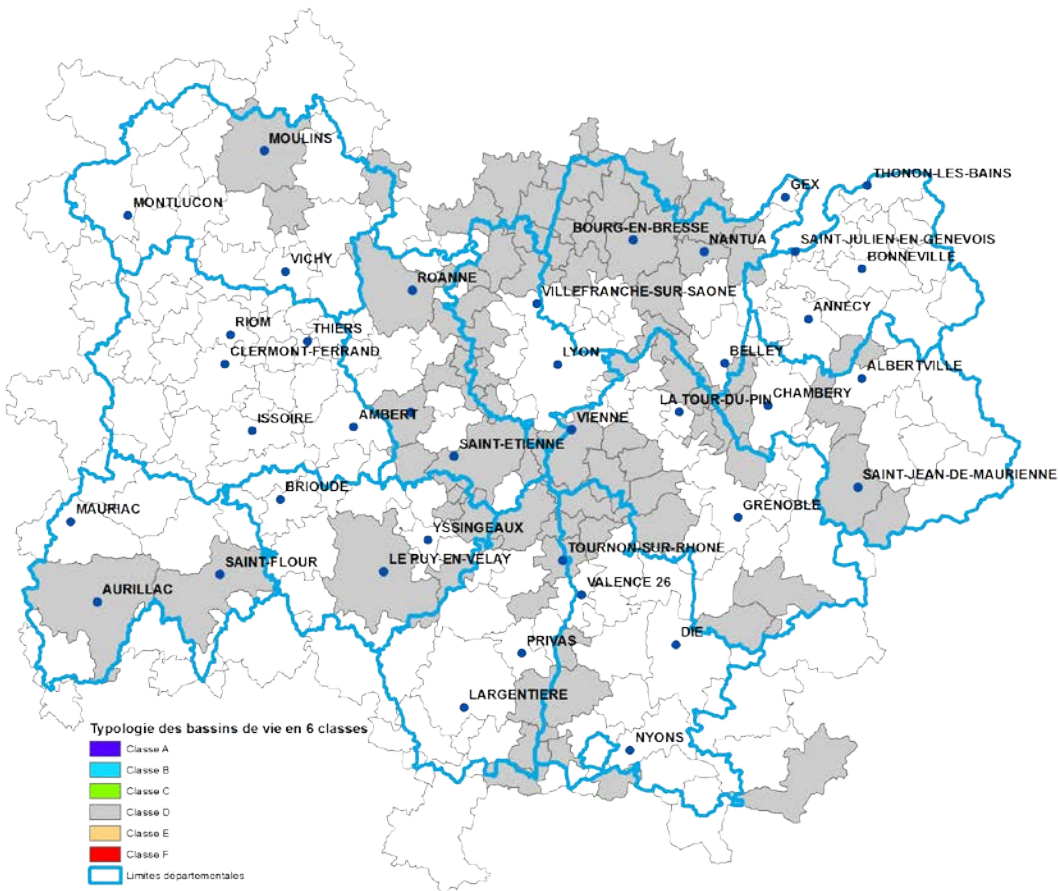 MOULINS
THONON-LES-BAINS
GEX
MONTLUCON
BOURG-EN-BRESSE
NANTUA
SAINT-JULIEN-EN-GENEVOIS
BONNEVILLE
VICHY
ROANNE
VILLEFRANCHE-SUR-SAONE
ANNECY
RIOM
THIERS
CLERMONT-FERRAND
LYON
BELLEY
ALBERTVILLE
CHAMBERY
LA TOUR-DU-PIN
ISSOIRE
AMBERT
VIENNE
SAINT-ETIENNE
SAINT-JEAN-DE-MAURIENNE
BRIOUDE
MAURIAC
YSSINGEAUX
GRENOBLE
SAINT-FLOUR
LE PUY-EN-VELAY
TOURNON-SUR-RHONE
AURILLAC
VALENCE 26
PRIVAS
DIE
LARGENTIERE
NYONS
Typologie des bassins de vie en 6 classes
Classe A
Classe B
Classe C
Classe D
Classe E
Classe F
Limites départementales